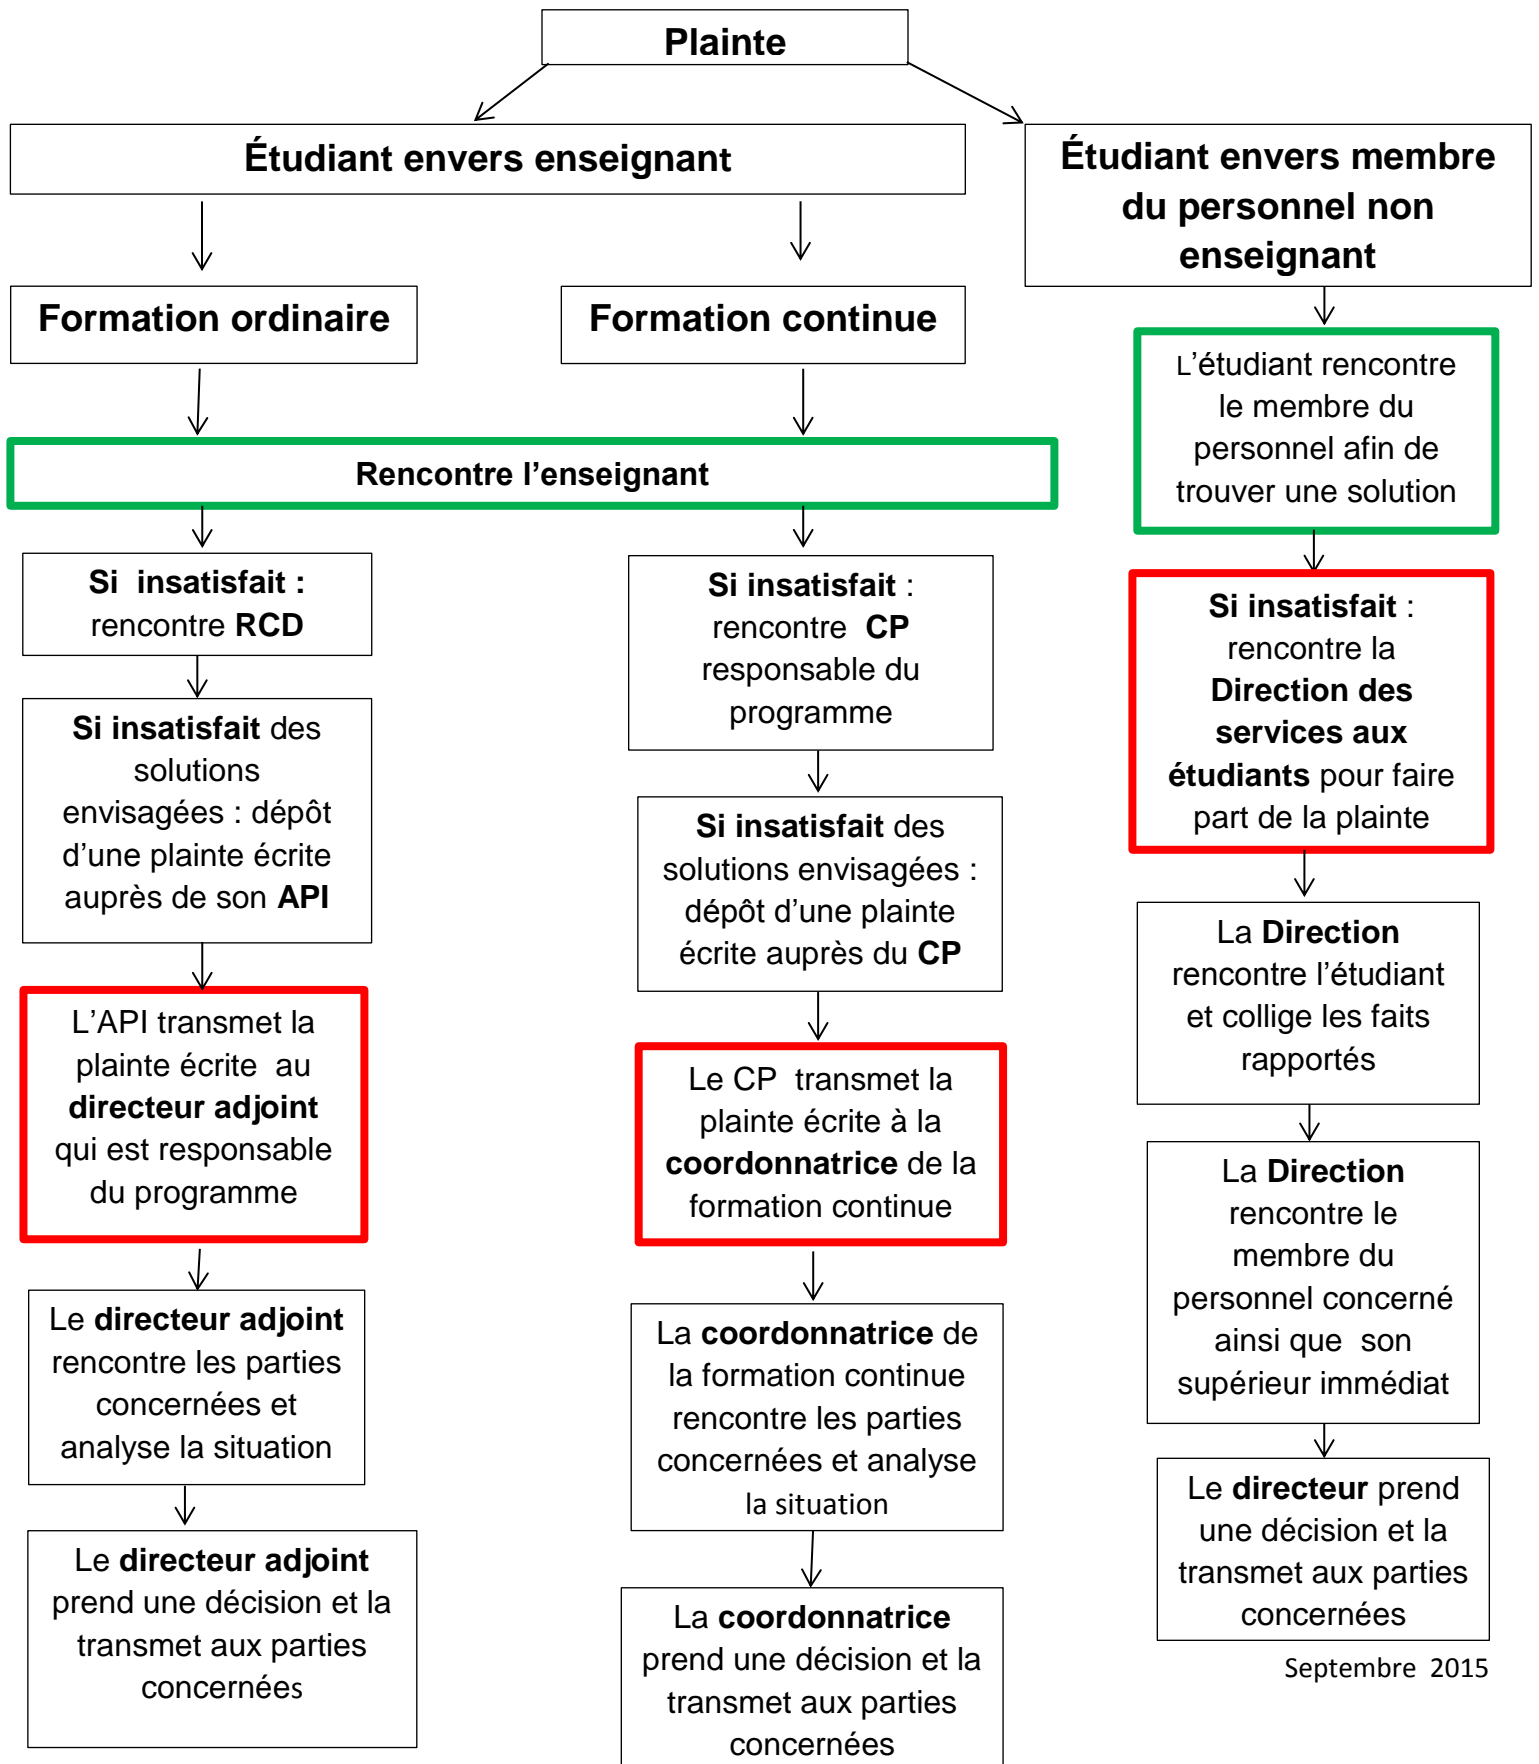 Plainte
Étudiant envers enseignant
Étudiant envers membre
du personnel non
enseignant
Formation ordinaire
Formation continue
Rencontre l’enseignant
L’étudiant rencontre
le membre du
personnel afin de
trouver une solution
Si  insatisfait :
rencontre RCD
Si insatisfait des
solutions
envisagées : dépôt
d’une plainte écrite
auprès de son API
L’API transmet la
plainte écrite  au
directeur adjoint
qui est responsable
du programme
Le directeur adjoint
rencontre les parties
concernées et
analyse la situation
Le directeur adjoint
prend une décision et la
transmet aux parties
concernées
Si insatisfait :
rencontre  CP
responsable du
programme
Si insatisfait des
solutions envisagées :
dépôt d’une plainte
écrite auprès du CP
Le CP  transmet la
plainte écrite à la
coordonnatrice de la
formation continue
La coordonnatrice de
la formation continue
rencontre les parties
concernées et analyse
la situation
La coordonnatrice
prend une décision et la
transmet aux parties
concernées
Si insatisfait :
rencontre la
Direction des
services aux
étudiants pour faire
part de la plainte
La Direction
rencontre l’étudiant
et collige les faits
rapportés
La Direction
rencontre le
membre du
personnel concerné
ainsi que  son
supérieur immédiat
Le directeur prend
une décision et la
transmet aux parties
concernées
Septembre  2015